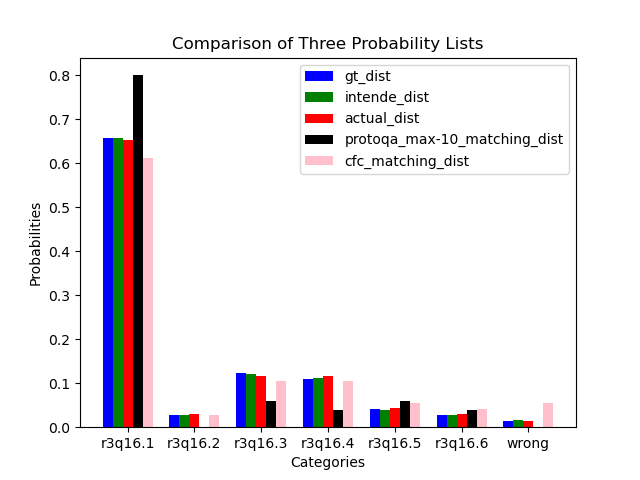 Comparison of Three Probability Lists
gt_dist
intende_dist
actual_dist
protoqa_max-10_matching_dist
cfc_matching_dist
Probabilities
0.8
0.7
0.6
0.5
0.4
0.3
0.2
0.1
0.0
r3q16.1 r3q16.2 r3q16.3 r3q16.4 r3q16.5 r3q16.6 wrong
Categories